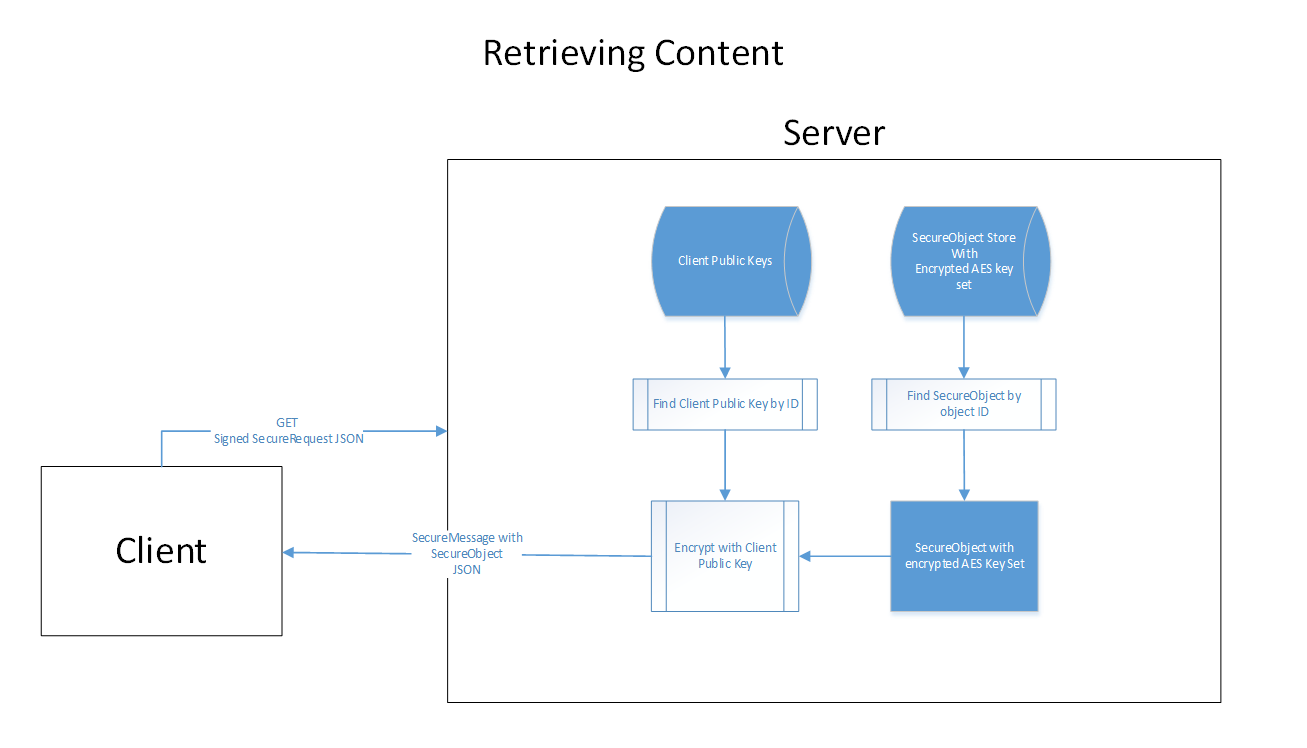 Retrieving Content
Server
Client Public Keys
SecureObject Store
With
Encrypted AES key
set
Find Client Public Key by ID
Find SecureObject by
object ID
GET
Signed SecureRequest JSON
Client
SecureMessage with
SecureObject
JSON
Encrypt with Client
Public Key
SecureObject with
encrypted AES Key Set